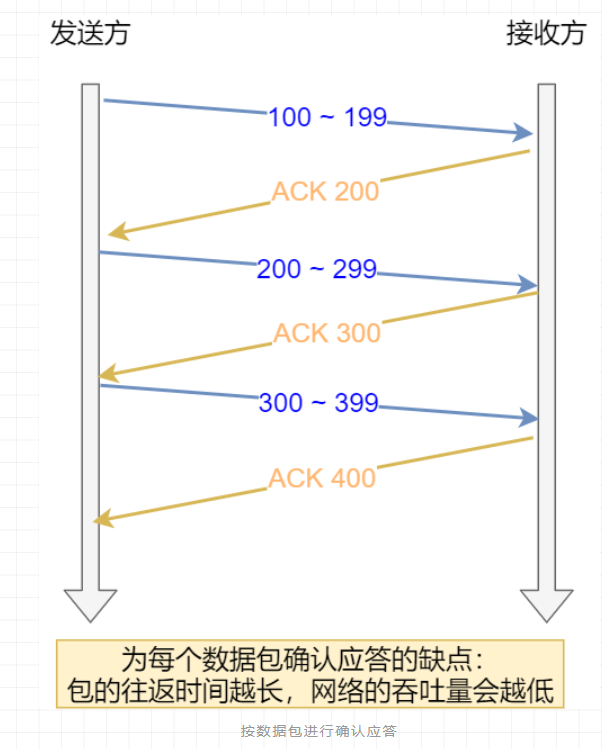 发送方
接收方
100 ~ 199
ACK 200
200 ~ 299
ACK 300
300 ~ 399
ACK 400
为每个数据包确认应答的缺点：
包的往返时间越长，网络的吞吐量会越低
按数据包进行确认应答